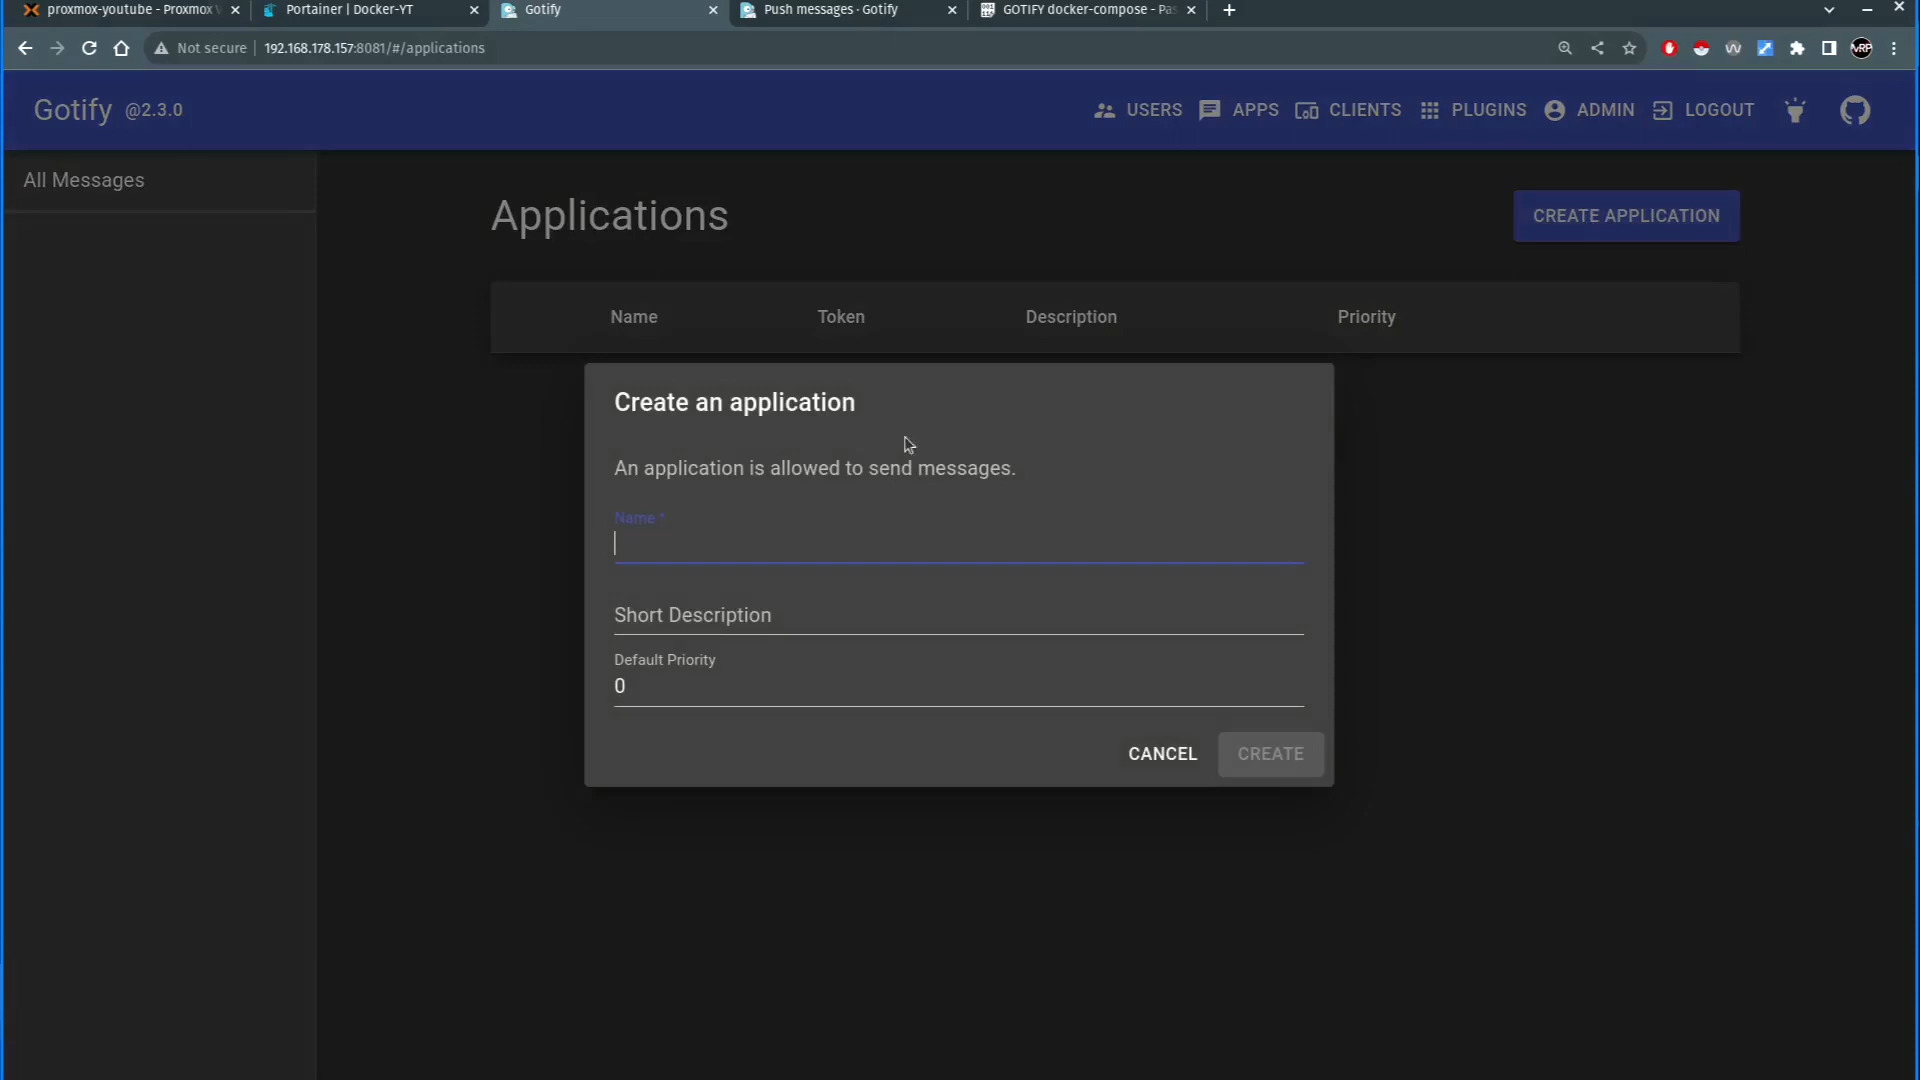 proxmox-youtube - Proxmox
Portainer | Docker-YT
Gotify
Push messages · Gotify
GOTIFY docker-compose - Pas
Not secure
192.168.178.157:8081/#/applications
VRP
Gotify @2.3.0
USERS
APPS
CLIENTS
PLUGINS
ADMIN
LOGOUT
All Messages
Applications
CREATE APPLICATION
Name
Token
Description
Priority
Create an application
An application is allowed to send messages.
Name *
Short Description
Default Priority
0
CANCEL
CREATE